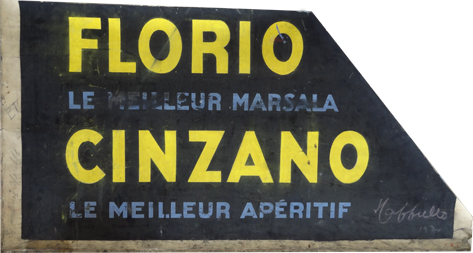 FLORIO
LE MEILLEUR MARSALA
CINZANO
LE MEILLEUR APÉRITIF